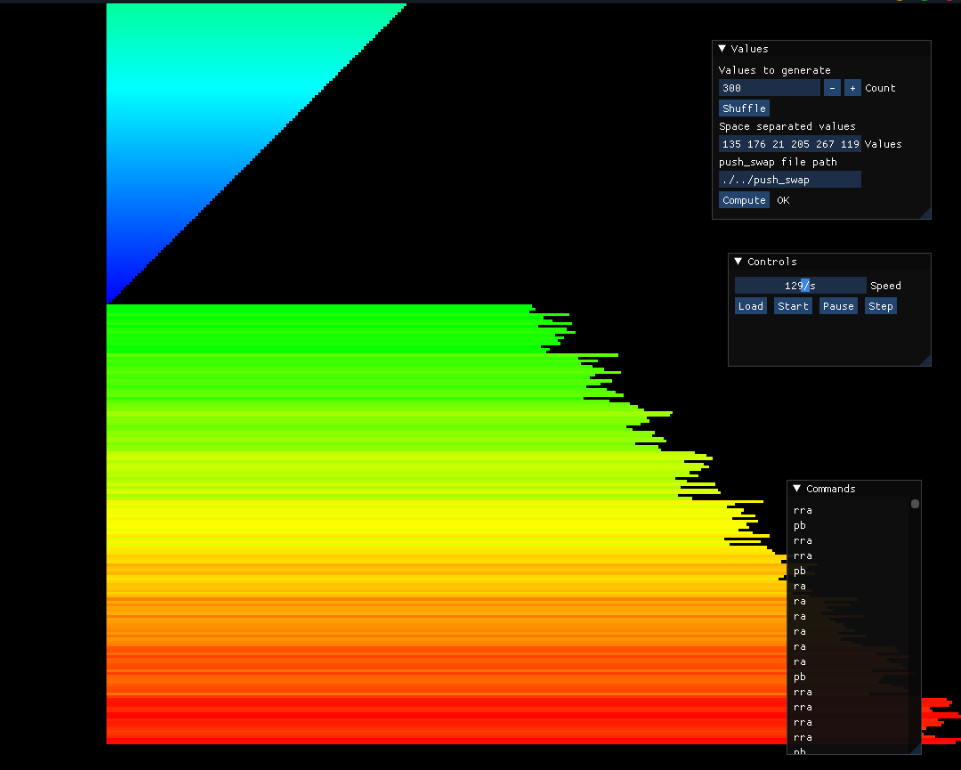 Values
Values to generate
300 - + Count
Shuffle
Space separated values
135 176 21 205 267 119 Values
push_swap file path
./../push_swap
Compute OK
Controls
129/s Speed
Load Start Pause Step
Commands
rra
pb
rra
rra
pb
ra
ra
ra
ra
ra
ra
pb
rra
rra
rra
rra
pb